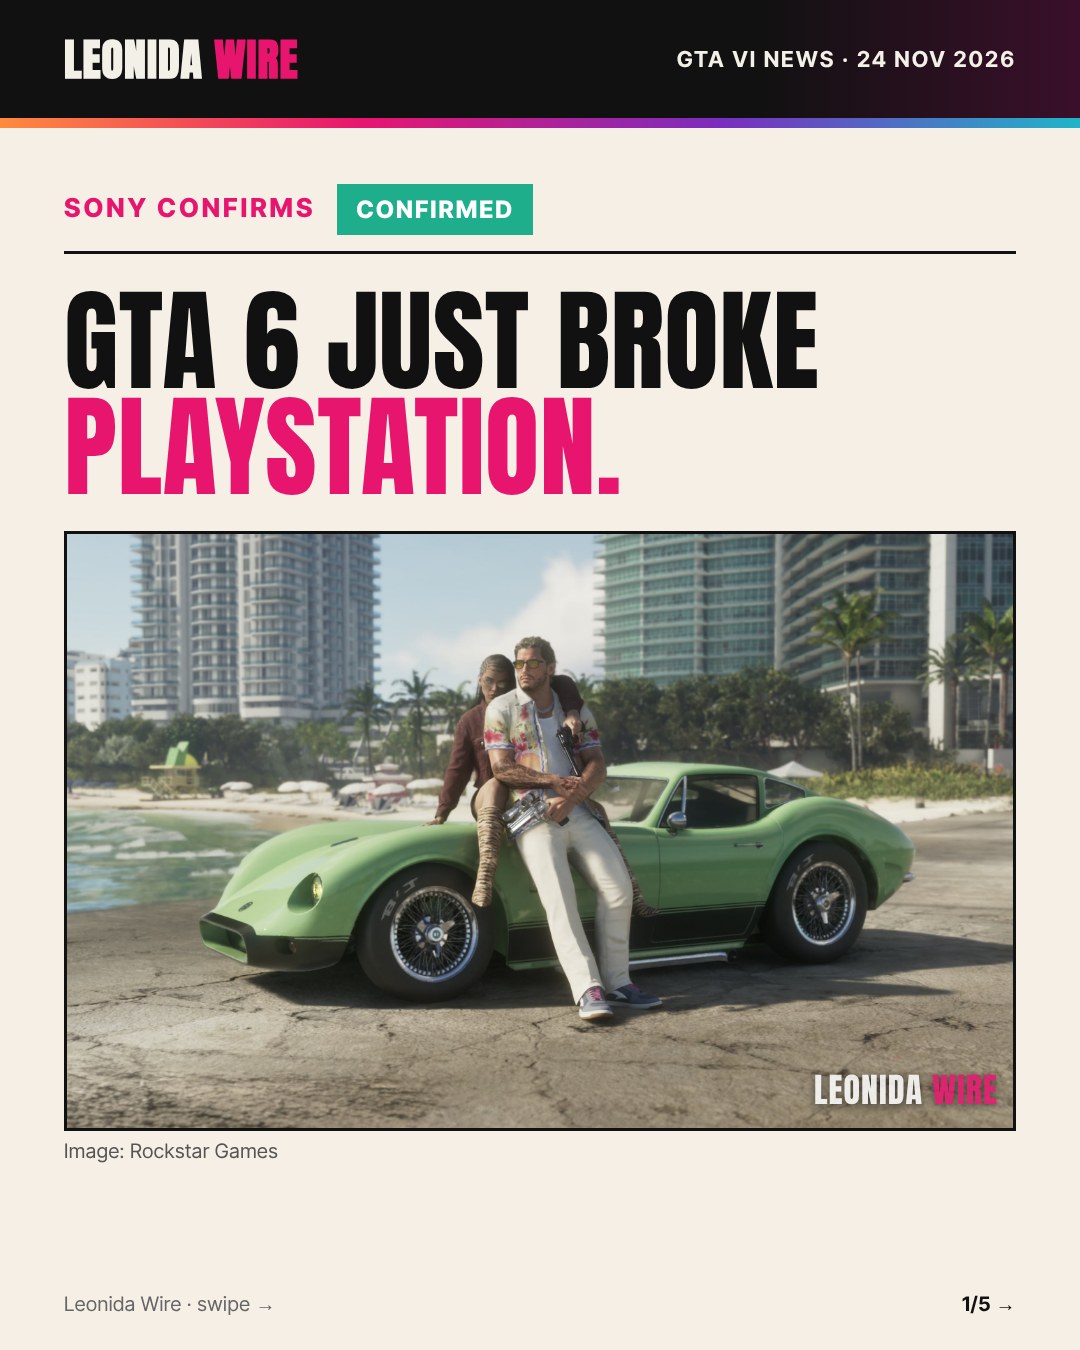 LEONIDA WIRE
GTA VI NEWS · 24 NOV 2026
SONY CONFIRMS
CONFIRMED
GTA 6 JUST BROKE
PLAYSTATION.
LEONIDA WIRE
Image: Rockstar Games
Leonida Wire · swipe →
1/5 →